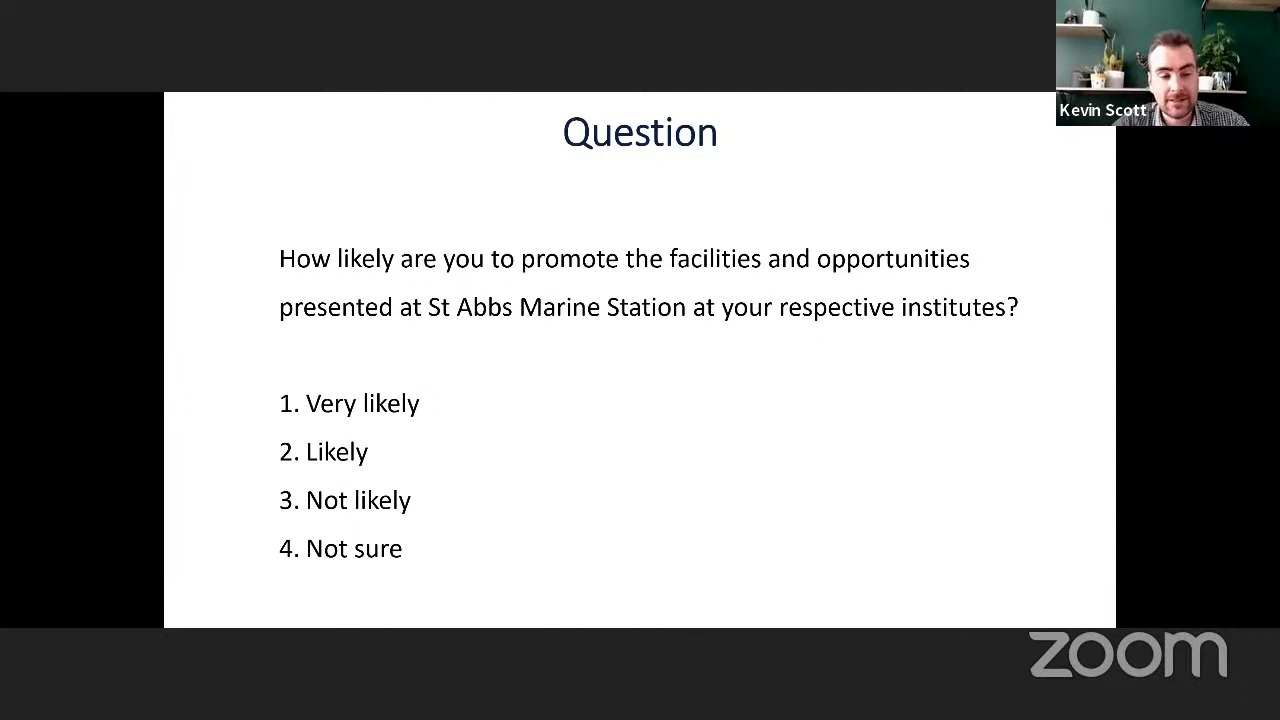 Kevin Scott
Question
How likely are you to promote the facilities and opportunities
presented at St Abbs Marine Station at your respective institutes?
1. Very likely
2. Likely
3. Not likely
4. Not sure
zoom